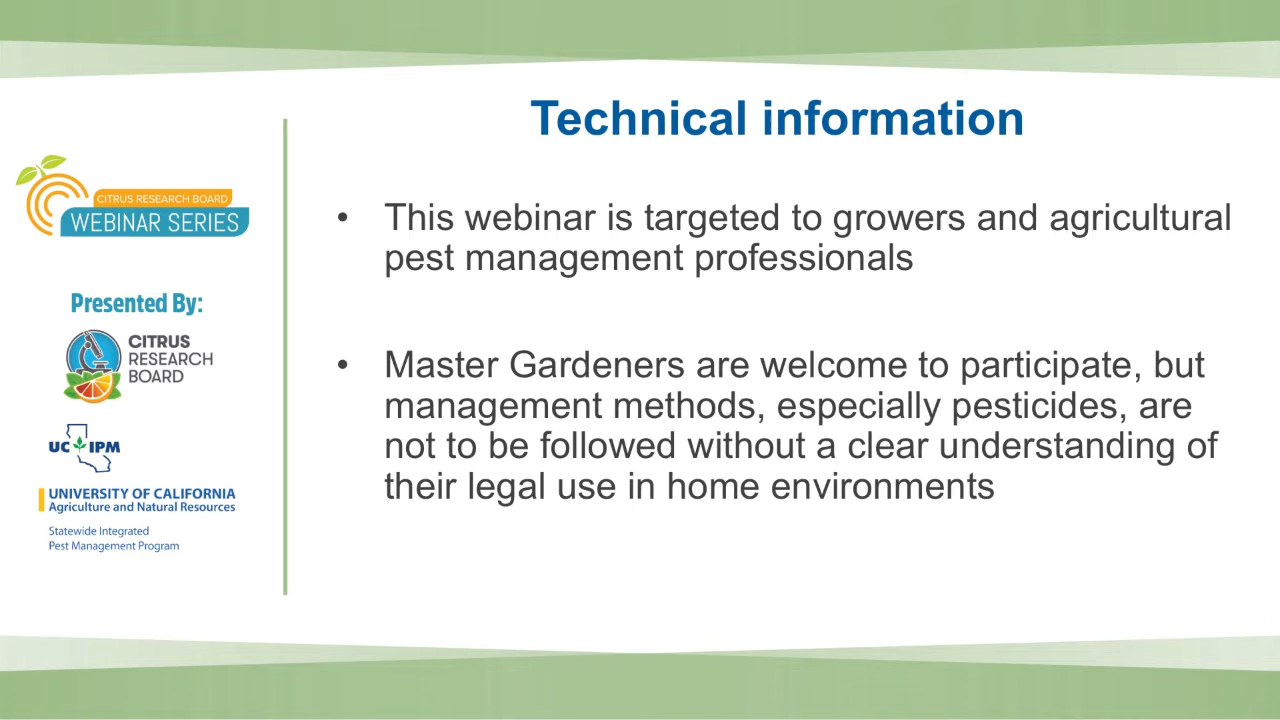 Technical information
CITRUS RESEARCH BOARD
WEBINAR SERIES
Presented By:
CITRUS
RESEARCH
BOARD
UC IPM
UNIVERSITY OF CALIFORNIA
Agriculture and Natural Resources
Statewide Integrated
Pest Management Program
• This webinar is targeted to growers and agricultural
pest management professionals
• Master Gardeners are welcome to participate, but
management methods, especially pesticides, are
not to be followed without a clear understanding of
their legal use in home environments